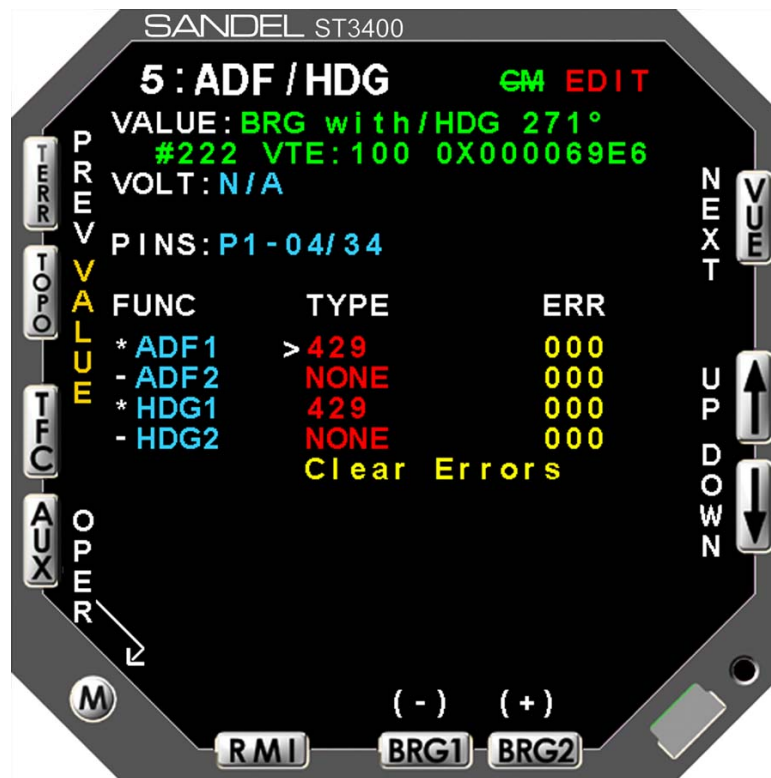 SANDEL ST3400
5:ADF/HDG GM EDIT
VALUE:BRG with/HDG 271°
#222 VTE:100 0X000069E6
VOLT:N/A
PINS:P1-04/34
FUNC TYPE ERR
*ADF1 >429 000
-ADF2 NONE 000
*HDG1 429 000
-HDG2 NONE 000
Clear Errors
TERR
TOPO
TFC
AUX
PREV
VALUE
OPER
NEXT
UP
DOWN
VUE
M
(-) (+)
RMI BRG1 BRG2